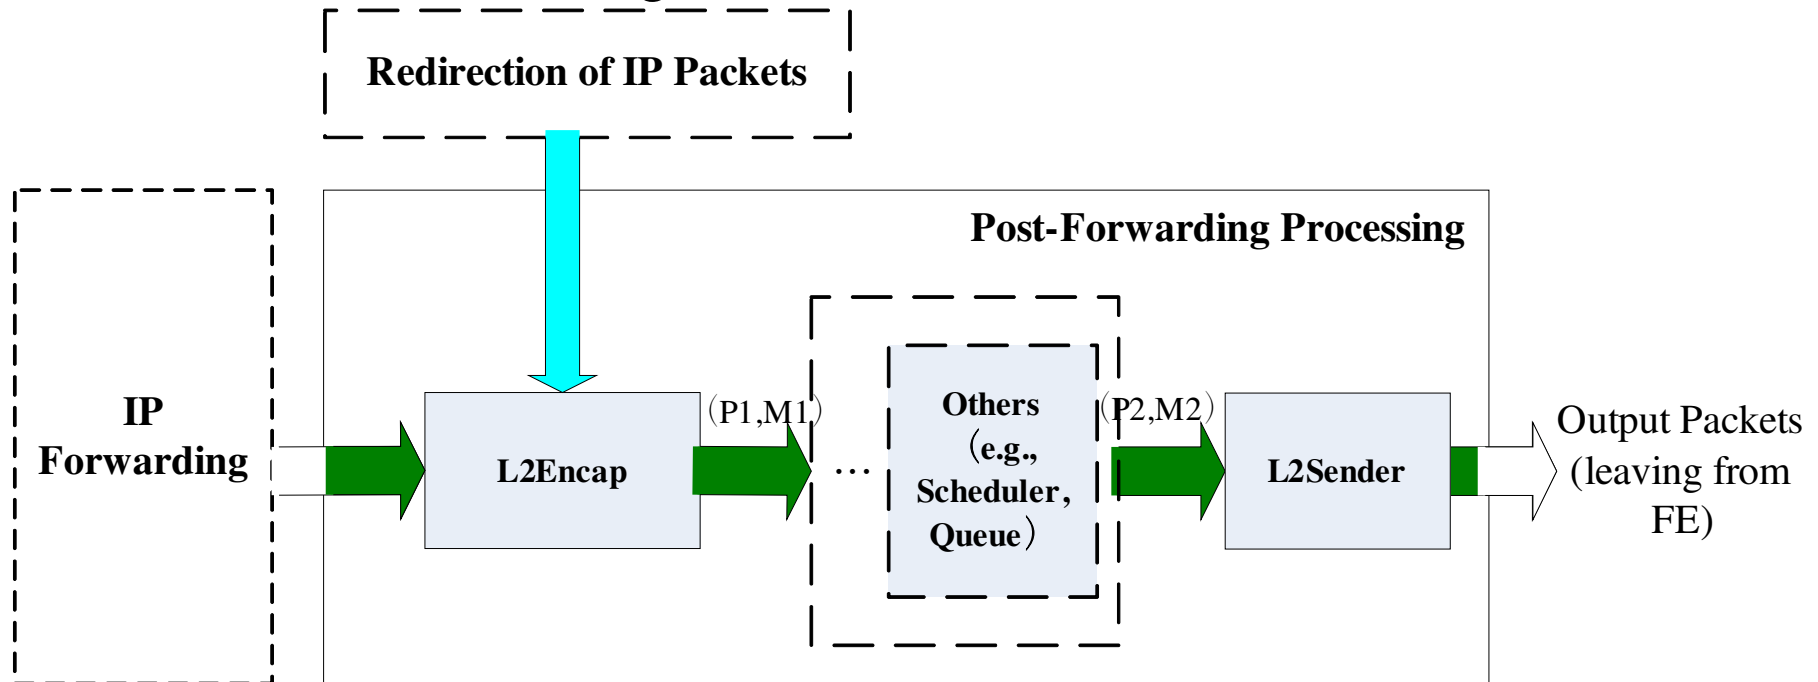 Redirection of IP Packets
Post-Forwarding Processing
IP
Forwarding
L2Encap
(P1,M1)
...
Others
(e.g.,
Scheduler,
Queue)
(P2,M2)
L2Sender
Output Packets
(leaving from
FE)